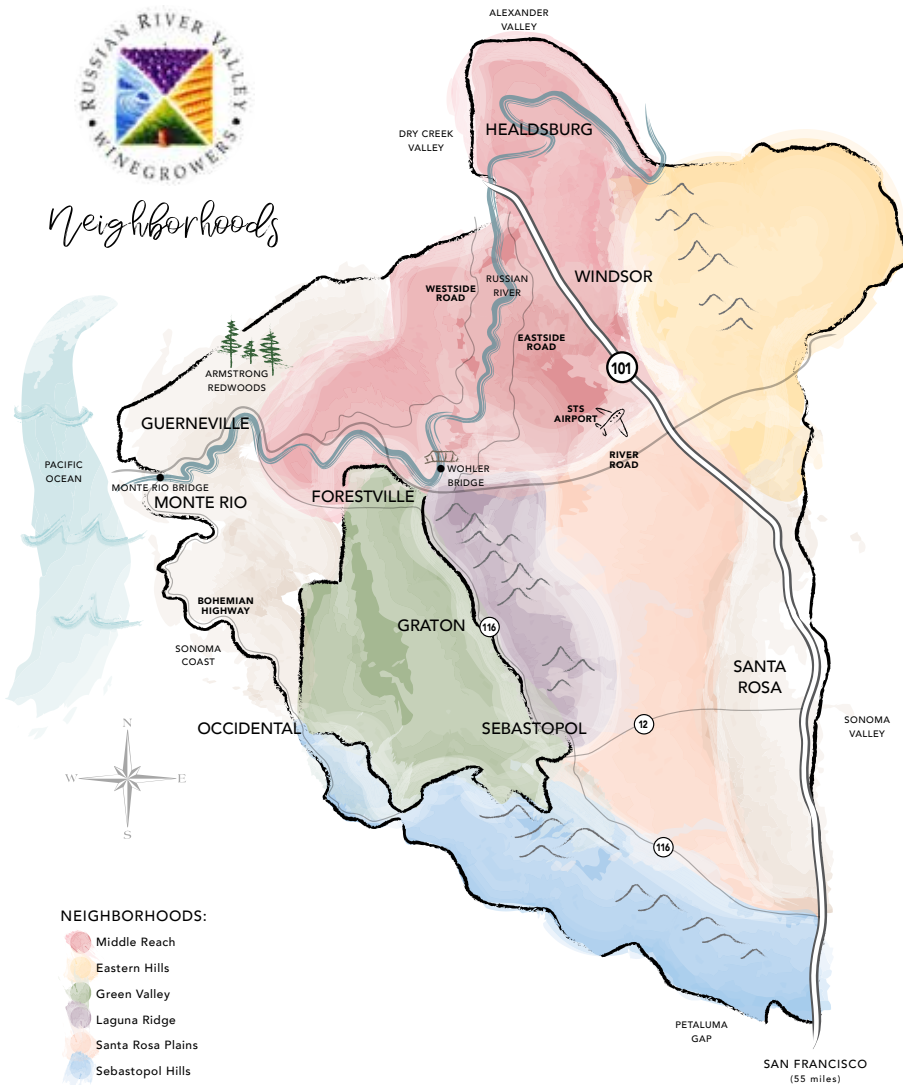 RUSSIAN RIVER VALLEY
• WINEGROWERS •
Neighborhoods
ALEXANDER
VALLEY
DRY CREEK
VALLEY
HEALDSBURG
WINDSOR
RUSSIAN
RIVER
WESTSIDE
ROAD
EASTSIDE
ROAD
101
STS
AIRPORT
RIVER
ROAD
ARMSTRONG
REDWOODS
GUERNEVILLE
PACIFIC
OCEAN
MONTE RIO BRIDGE
MONTE RIO
FORESTVILLE
WOHLER
BRIDGE
BOHEMIAN
HIGHWAY
SONOMA
COAST
GRATON
116
SANTA
ROSA
OCCIDENTAL
SEBASTOPOL
12
SONOMA
VALLEY
N
W
E
S
116
NEIGHBORHOODS:
Middle Reach
Eastern Hills
Green Valley
Laguna Ridge
Santa Rosa Plains
Sebastopol Hills
PETALUMA
GAP
SAN FRANCISCO
(55 miles)